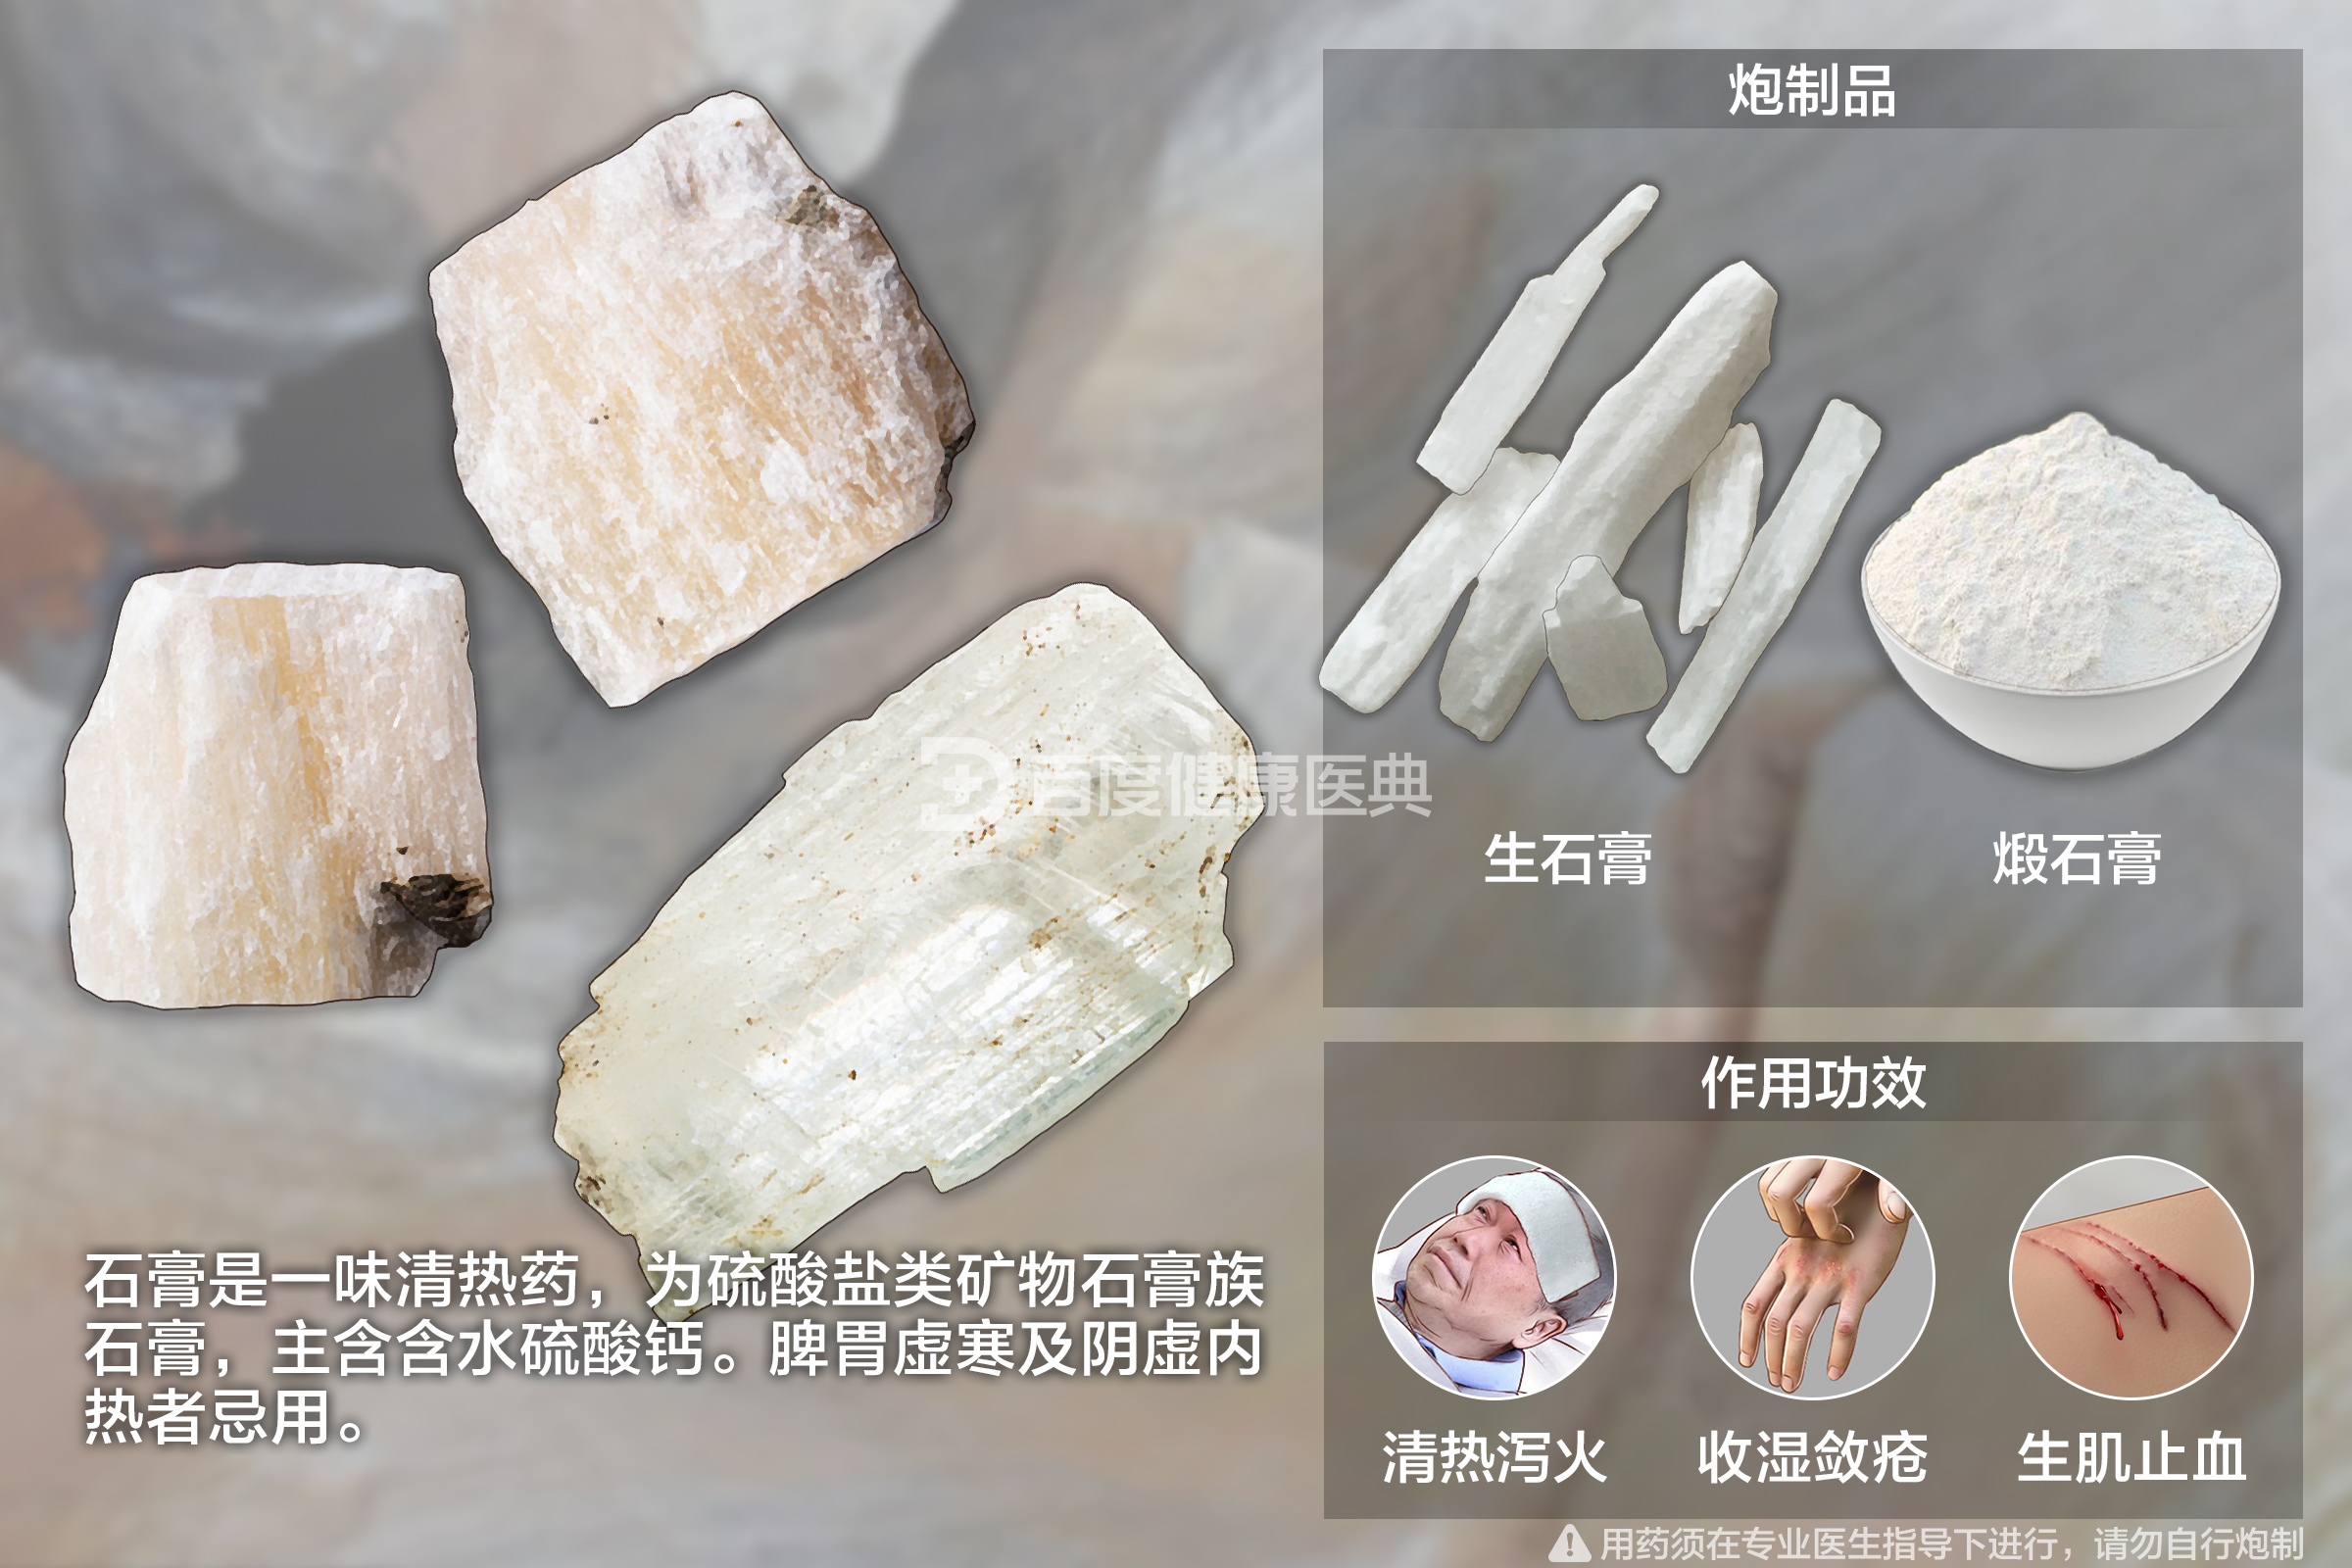 炮制品
百度健康医典
生石膏
煅石膏
作用功效
清热泻火
收湿敛疮
生肌止血
石膏是一味清热药，为硫酸盐类矿物石膏族
石膏，主含含水硫酸钙。脾胃虚寒及阴虚内
热者忌用。
用药须在专业医生指导下进行，请勿自行炮制